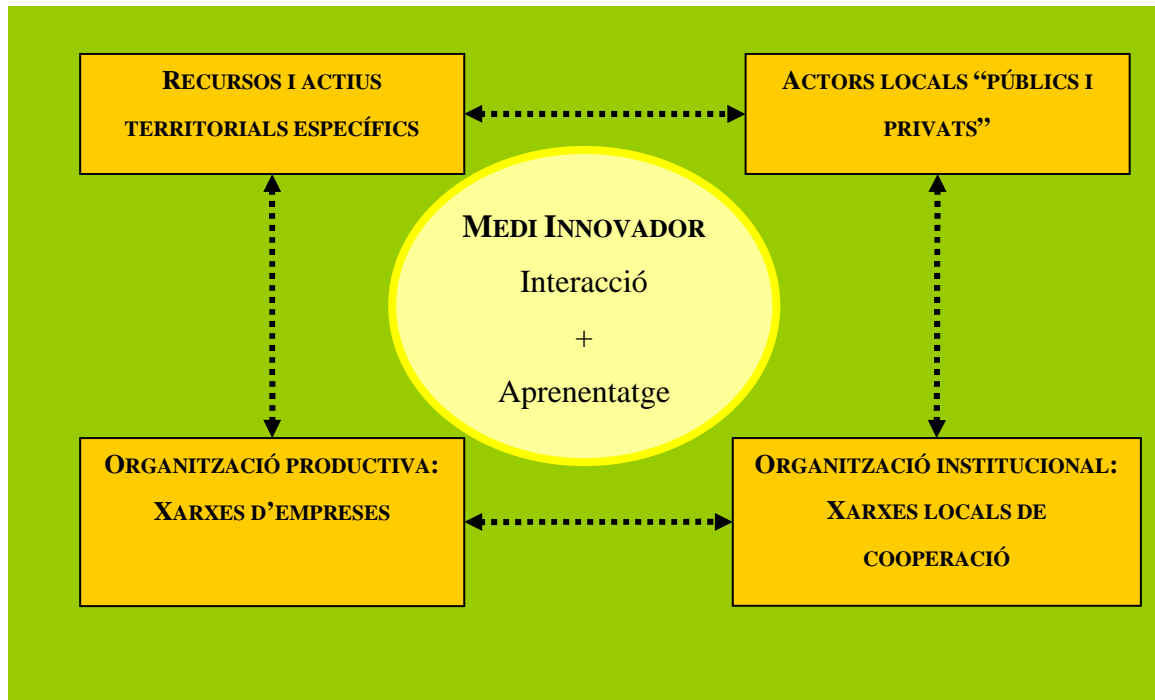 RECURSOS I ACTIUS
TERRITORIALS ESPECÍFICS
ACTORS LOCALS “PÚBLICS I
PRIVATS”
MEDI INNOVADOR
Interacció
+
Aprenentatge
ORGANITZACIÓ PRODUCTIVA:
XARXES D’EMPRESES
ORGANITZACIÓ INSTITUCIONAL:
XARXES LOCALS DE
COOPERACIÓ